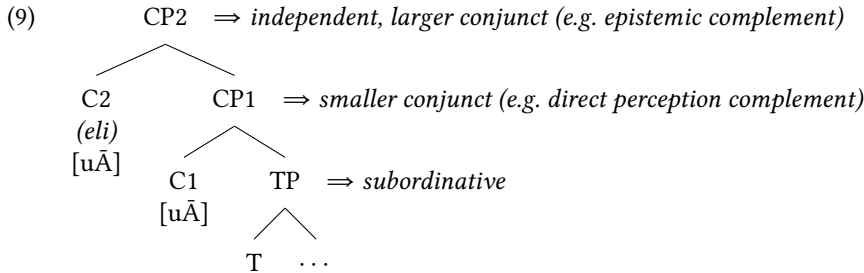 (9) CP2 ⇒ independent, larger conjunct (e.g. epistemic complement)
C2 CP1 ⇒ smaller conjunct (e.g. direct perception complement)
(eli)
[uĀ] C1 TP ⇒ subordinative
[uĀ]
T ...